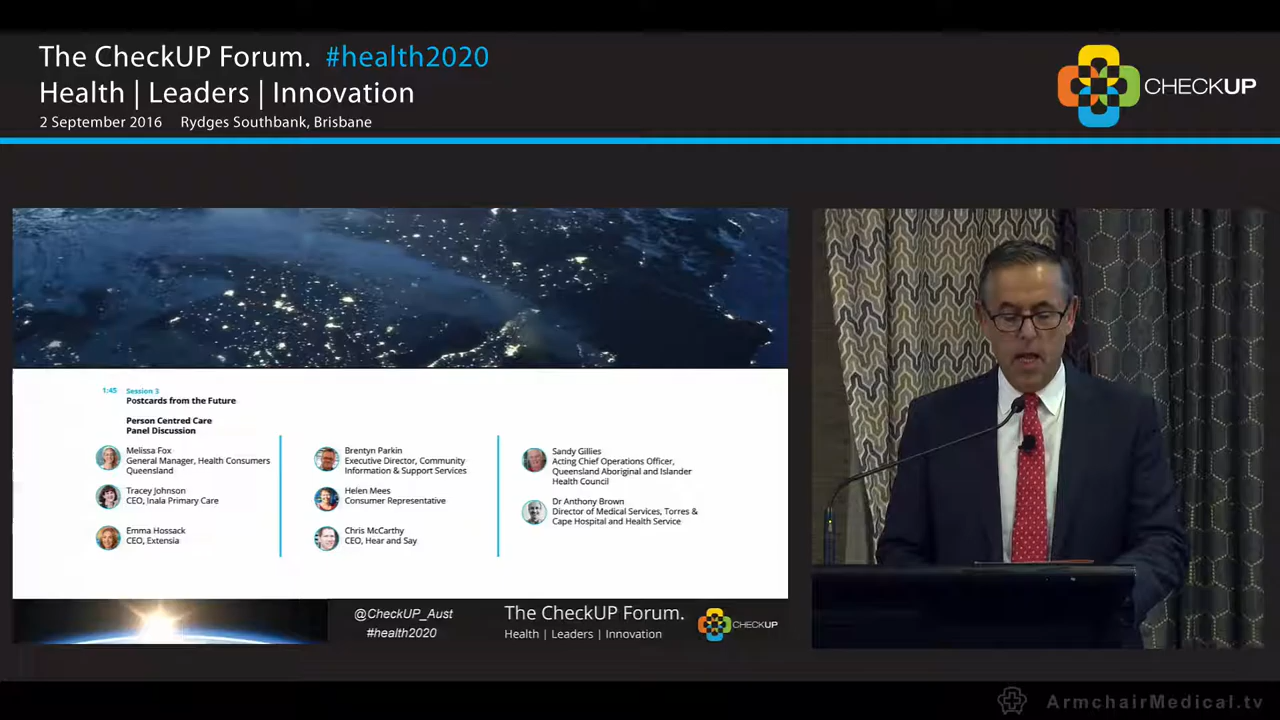 The CheckUP Forum. #health2020
Health | Leaders | Innovation
2 September 2016 Rydges Southbank, Brisbane
CHECKUP
1:45 Session 3
Postcards from the Future
Person Centred Care
Panel Discussion
Melissa Fox
General Manager, Health Consumers
Queensland
Tracey Johnson
CEO, Inala Primary Care
Emma Hossack
CEO, Extensia
Brentyn Parkin
Executive Director, Community
Information & Support Services
Helen Mees
Consumer Representative
Chris McCarthy
CEO, Hear and Say
Sandy Gillies
Acting Chief Operations Officer,
Queensland Aboriginal and Islander
Health Council
Dr Anthony Brown
Director of Medical Services, Torres &
Cape Hospital and Health Service
@CheckUP_Aust
#health2020
The CheckUP Forum.
Health | Leaders | Innovation
CHECKUP
ArmchairMedical.tv